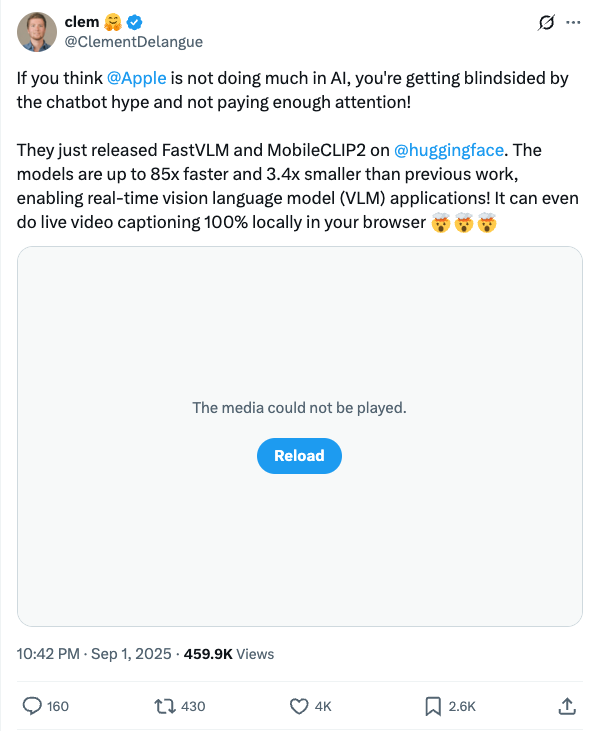 clem 🤗
@ClementDelangue
If you think @Apple is not doing much in AI, you're getting blindsided by
the chatbot hype and not paying enough attention!
They just released FastVLM and MobileCLIP2 on @huggingface. The
models are up to 85x faster and 3.4x smaller than previous work,
enabling real-time vision language model (VLM) applications! It can even
do live video captioning 100% locally in your browser 🤯🤯🤯
The media could not be played.
Reload
10:42 PM · Sep 1, 2025 · 459.9K Views
160 430 4K 2.6K